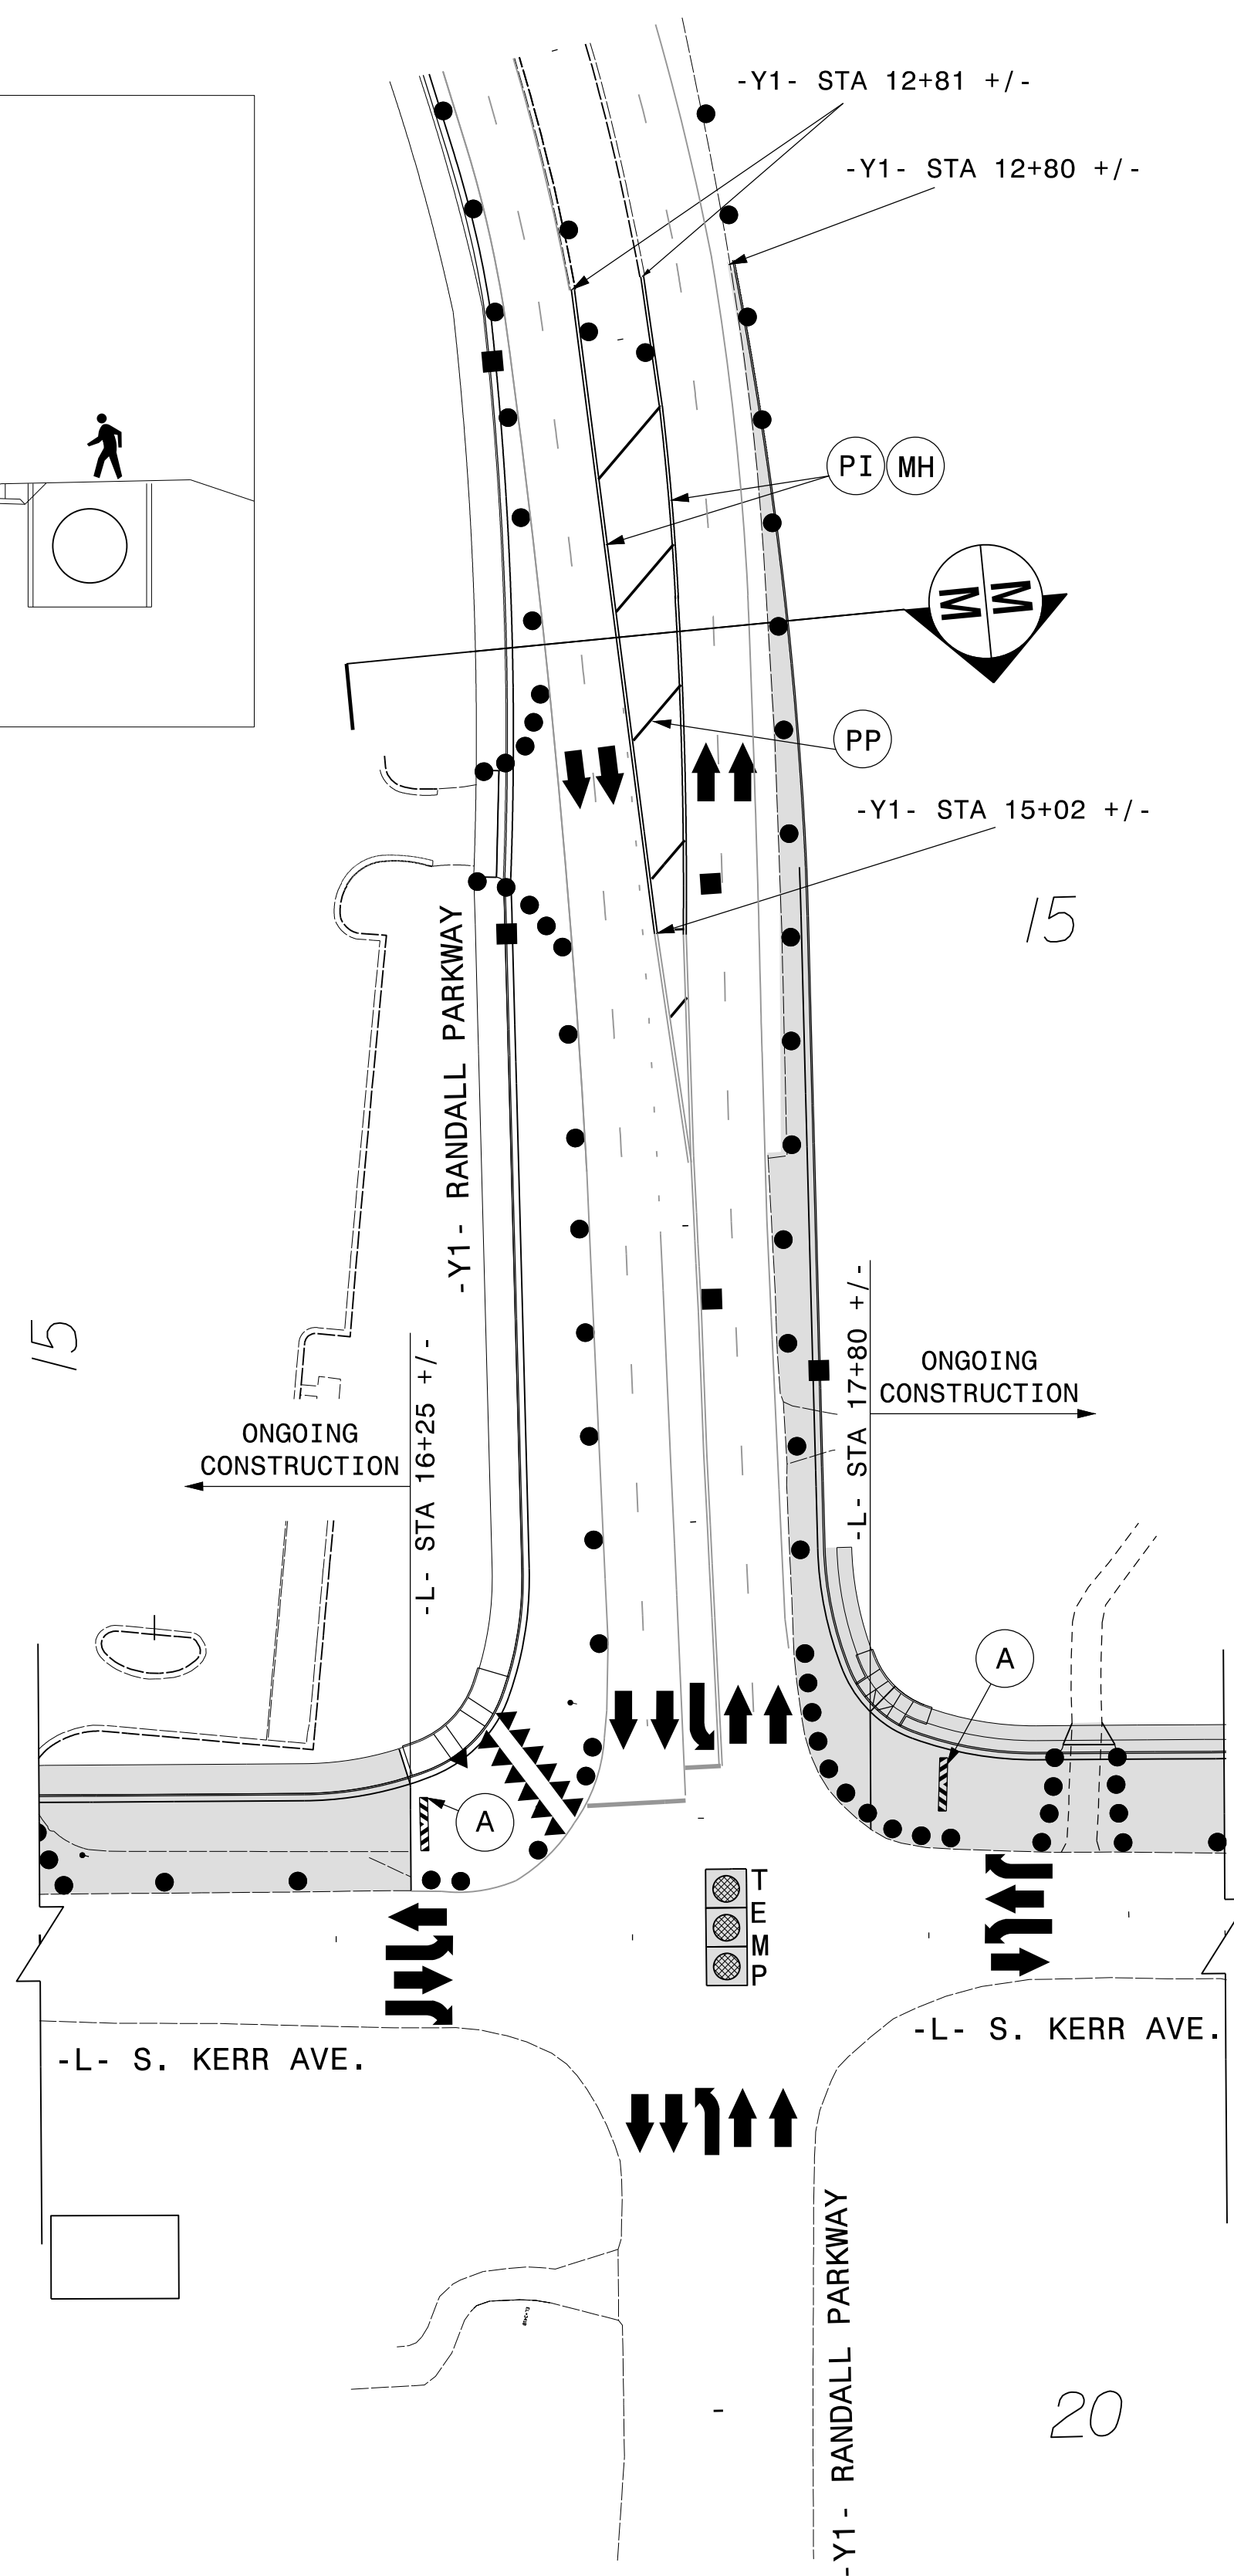 -Y1- STA 12+81 +/-
-Y1- STA 12+80 +/-
PI MH
M M
PP
-Y1- STA 15+02 +/-
15
-Y1- RANDALL PARKWAY
15
-L- STA 17+80 +/-
ONGOING
CONSTRUCTION
-L- STA 16+25 +/-
ONGOING
CONSTRUCTION
A
A
TEMP
-L- S. KERR AVE.
-L- S. KERR AVE.
-Y1- RANDALL PARKWAY
20